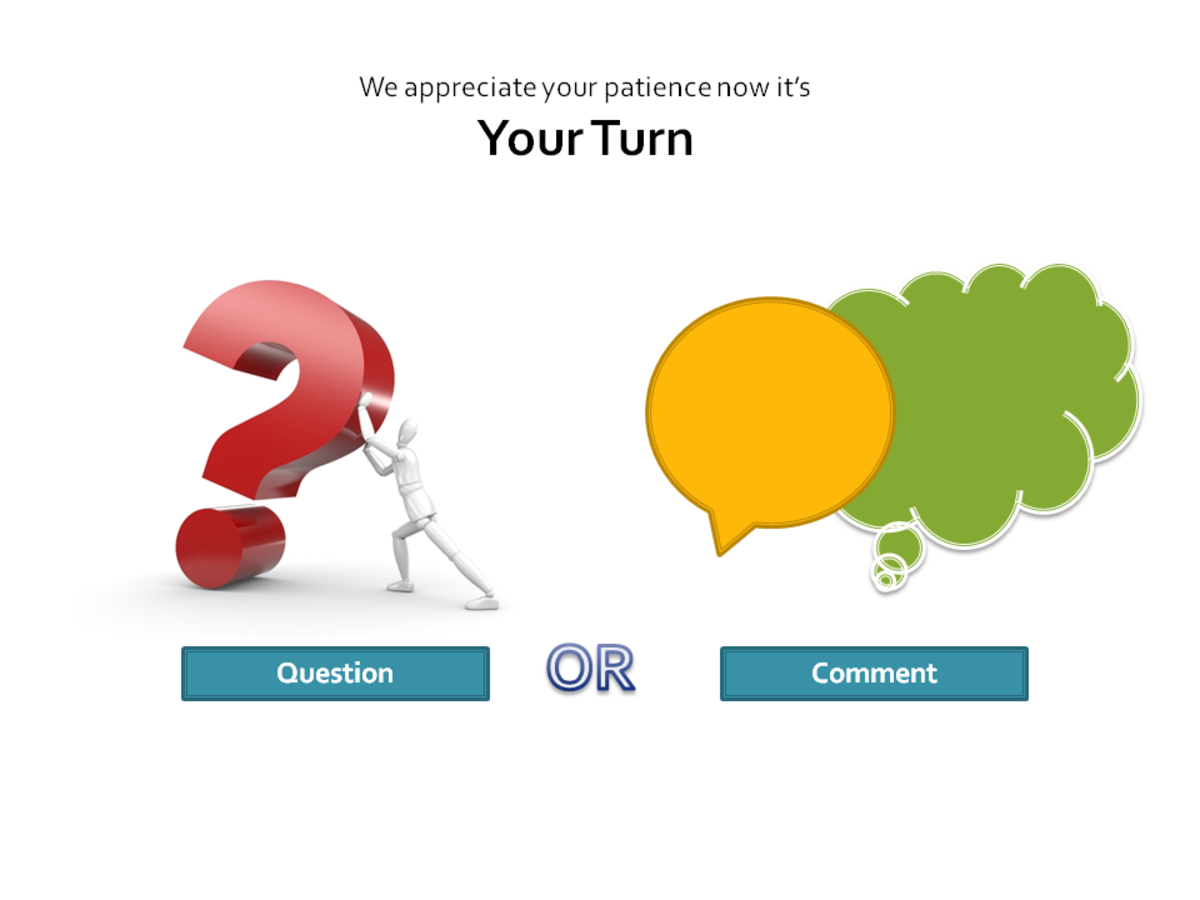 We appreciate your patience now it's
Your Turn
Question
OR
Comment